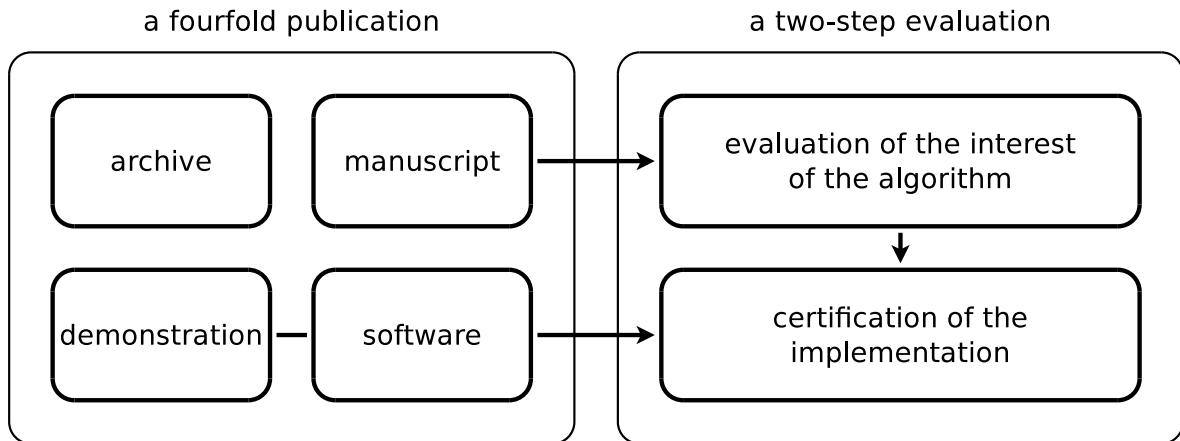 a fourfold publication
a two-step evaluation
archive
manuscript
evaluation of the interest
of the algorithm
demonstration
software
certification of the
implementation